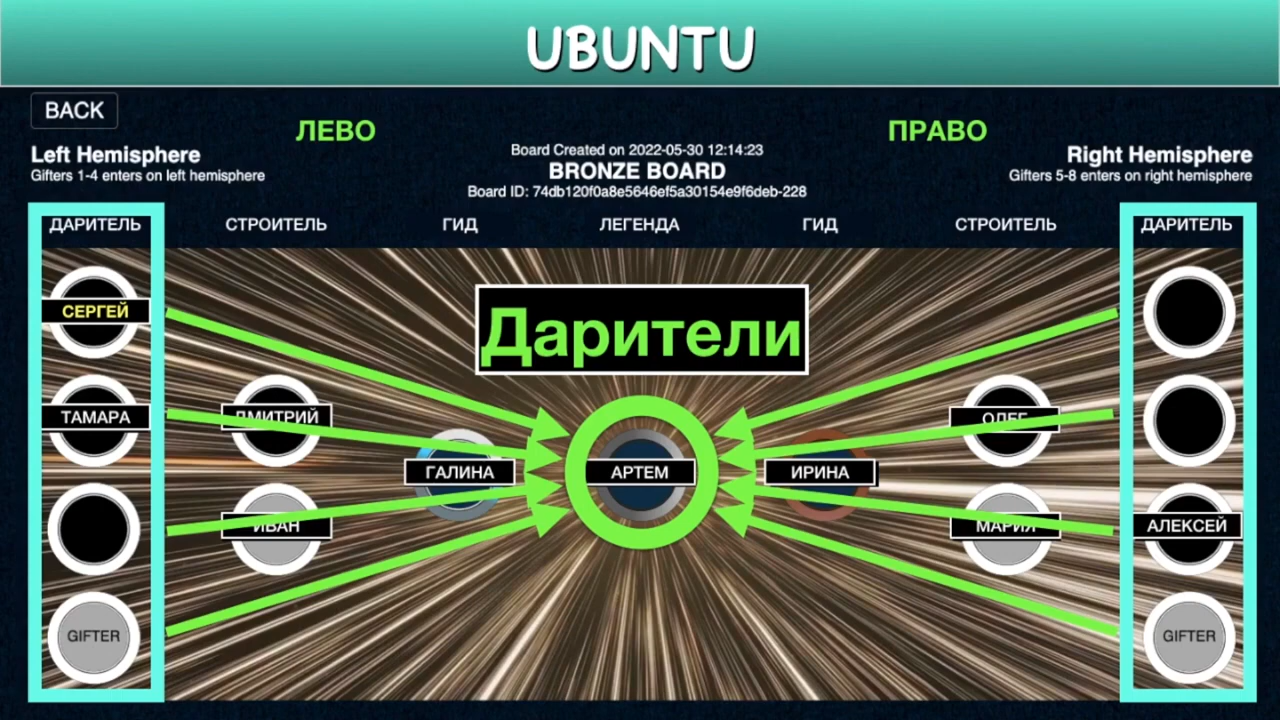 UBUNTU
BACK
ЛЕВО
ПРАВО
Left Hemisphere
Gifters 1-4 enters on left hemisphere
Board Created on 2022-05-30 12:14:23
BRONZE BOARD
Board ID: 74db120f0a8e5646ef5a30154e9f6deb-228
Right Hemisphere
Gifters 5-8 enters on right hemisphere
ДАРИТЕЛЬ
СТРОИТЕЛЬ
ГИД
ЛЕГЕНДА
ГИД
СТРОИТЕЛЬ
ДАРИТЕЛЬ
Дарители
СЕРГЕЙ
ТАМАРА
ДМИТРИЙ
ОЛЕГ
ГАЛИНА
АРТЕМ
ИРИНА
ИВАН
МАРИЯ
АЛЕКСЕЙ
GIFTER
GIFTER